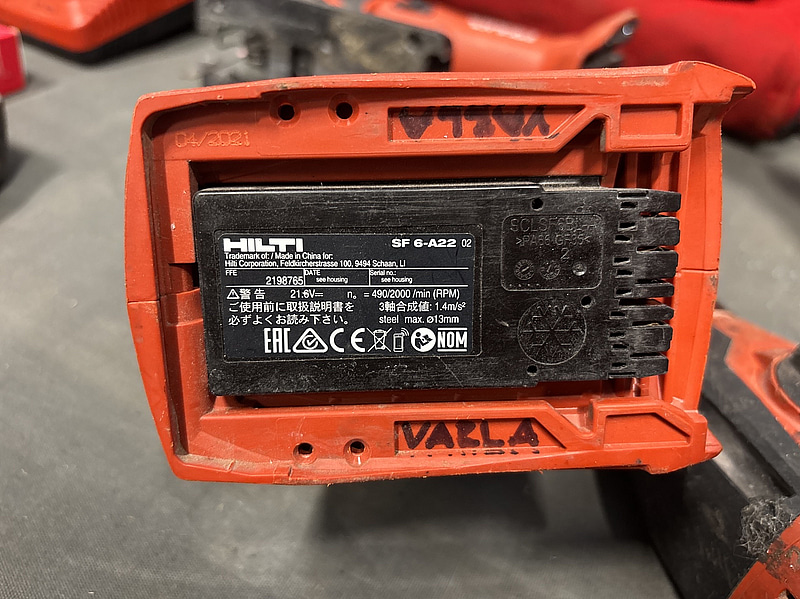 04/2021
VARLA
HILTI SF 6-A22 02
Trademark of: / Made in China for:
Hilti Corporation, Feldkircherstrasse 100, 9494 Schaan, LI
FFE DATE Serial no.:
2198765 see housing see housing
⚠警告 21.6V⎓ n₀ = 490/2000 /min (RPM)
ご使用前に取扱説明書を 3軸合成値: 1.4m/s²
必ずよくお読み下さい。 steel max. ø13mm
EAC CE NOM
2
VARLA